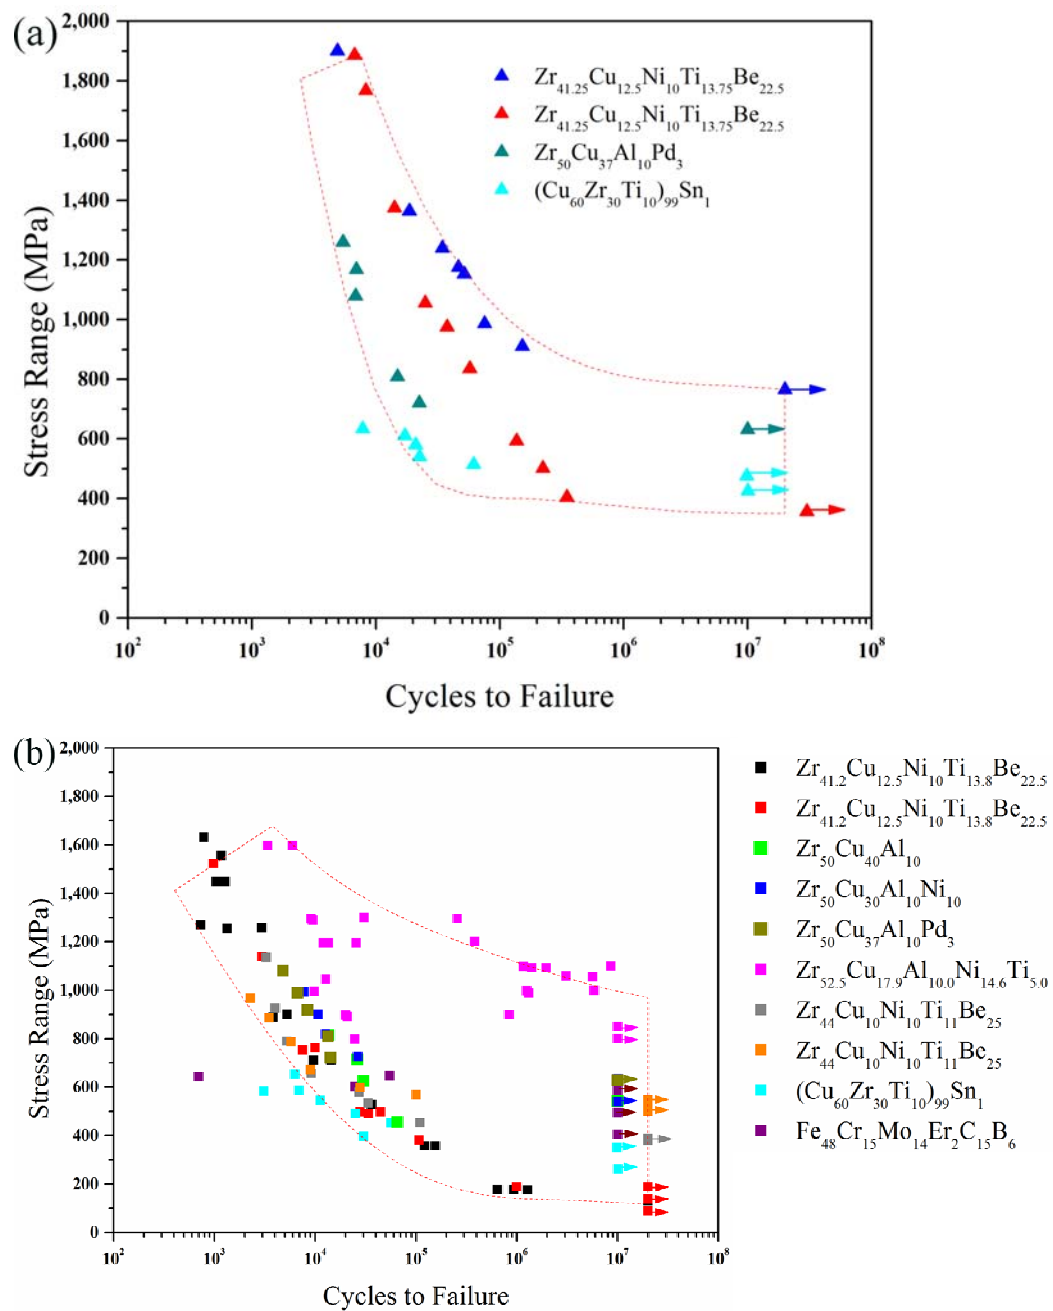 (a)
2,000
1,800
1,600
1,400
1,200
1,000
800
600
400
200
0
Stress Range (MPa)
Zr41.25Cu12.5Ni10Ti13.75Be22.5
Zr41.25Cu12.5Ni10Ti13.75Be22.5
Zr50Cu37Al10Pd3
(Cu60Zr30Ti10)99Sn1
10^2 10^3 10^4 10^5 10^6 10^7 10^8
Cycles to Failure
(b)
2,000
1,800
1,600
1,400
1,200
1,000
800
600
400
200
0
Stress Range (MPa)
10^2 10^3 10^4 10^5 10^6 10^7 10^8
Cycles to Failure
Zr41.2Cu12.5Ni10Ti13.8Be22.5
Zr41.2Cu12.5Ni10Ti13.8Be22.5
Zr50Cu40Al10
Zr50Cu30Al10Ni10
Zr50Cu37Al10Pd3
Zr52.5Cu17.9Al10.0Ni14.6Ti5.0
Zr44Cu10Ni10Ti11Be25
Zr44Cu10Ni10Ti11Be25
(Cu60Zr30Ti10)99Sn1
Fe48Cr15Mo14Er2C15B6